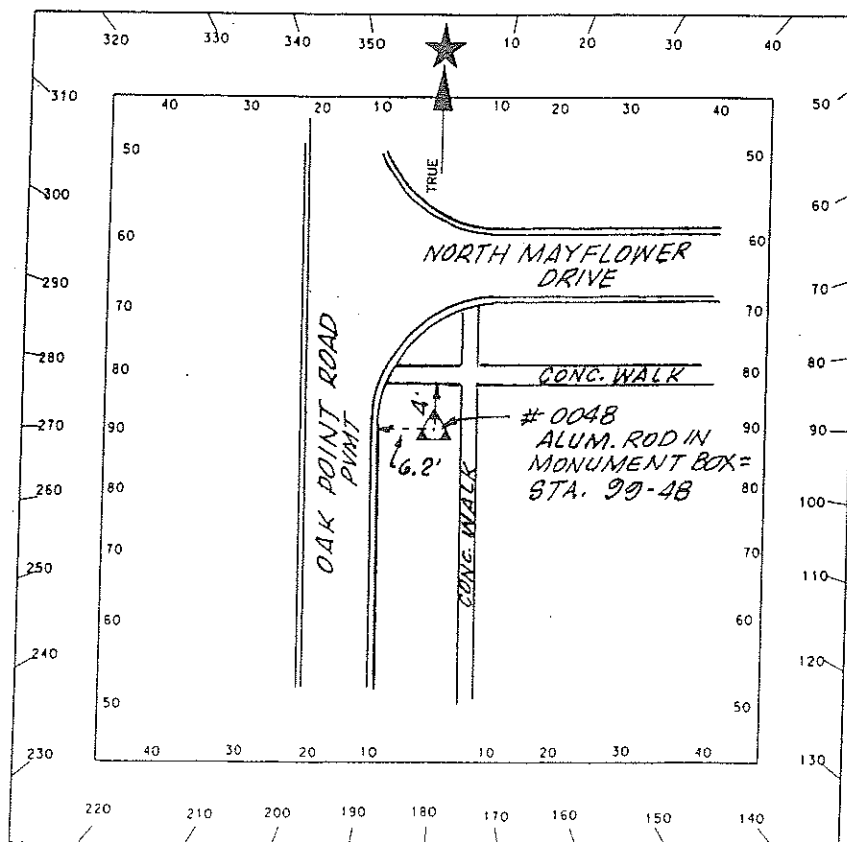 320 330 340 350 10 20 30 40
310 40 30 20 10 10 20 30 40 50
50 50
300 TRUE 60
60 NORTH MAYFLOWER 60
DRIVE
290 70
70 70
280 80 CONC. WALK 80 80
OAK POINT ROAD
PVMT
4'
270 90 # 0048 90 90
ALUM. ROD IN
6.2' MONUMENT BOX =
260 80 STA. 99-48 80 100
CONC. WALK
250 70 70 110
60 60
240 120
50 50
230 40 30 20 10 10 20 30 40 130
220 200 190 180 170 160 150 140